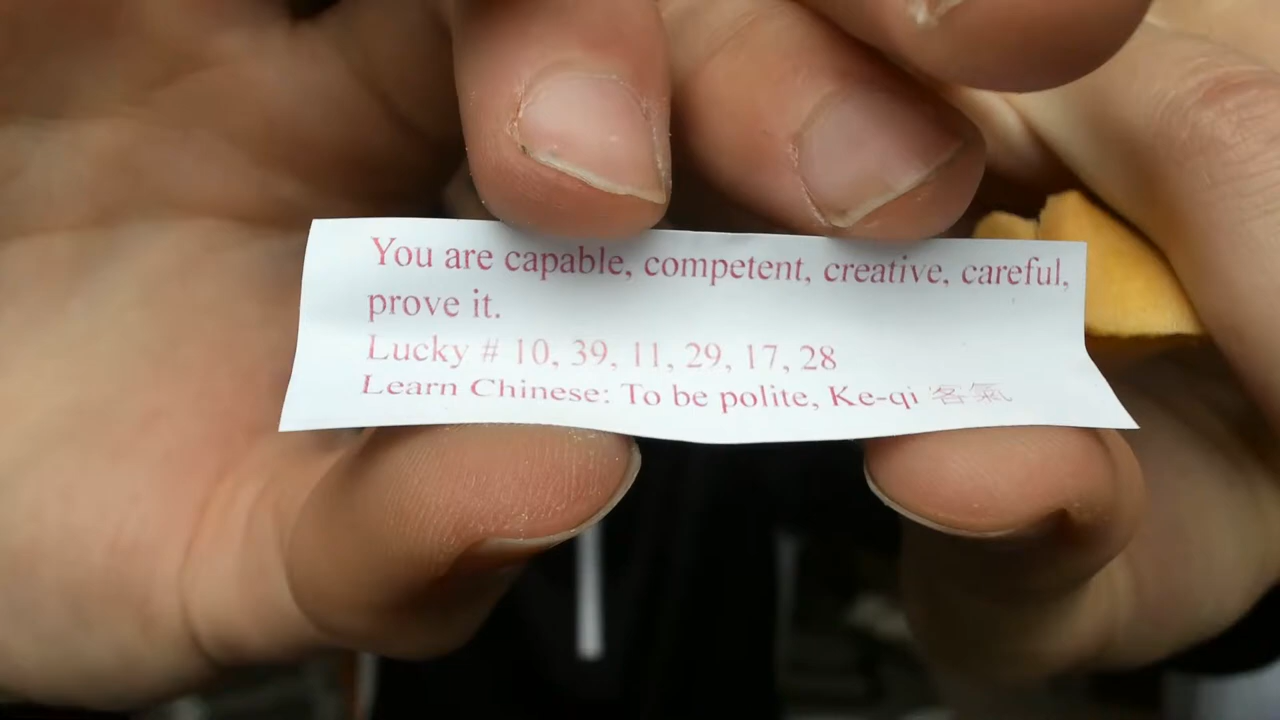 You are capable, competent, creative, careful,
prove it.
Lucky # 10, 39, 11, 29, 17, 28
Learn Chinese: To be polite, Ke-qi 客氣